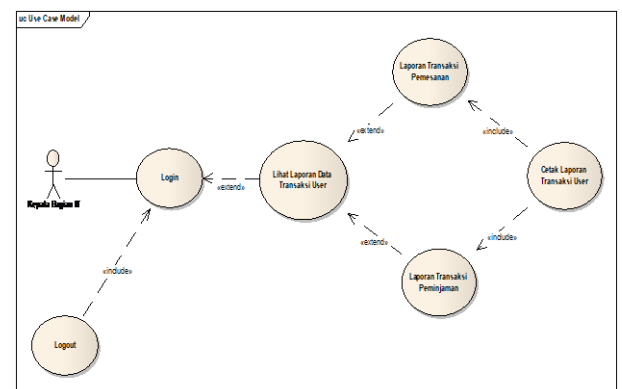 uc Use Case Model
Laporan Transaksi
Pemesanan
«extend»
«include»
Login
«extend»
Lihat Laporan Data
Transaksi User
Cetak Laporan
Transaksi User
Kepala Bagian
«extend»
«include»
«include»
Laporan Transaksi
Peminjaman
Logout